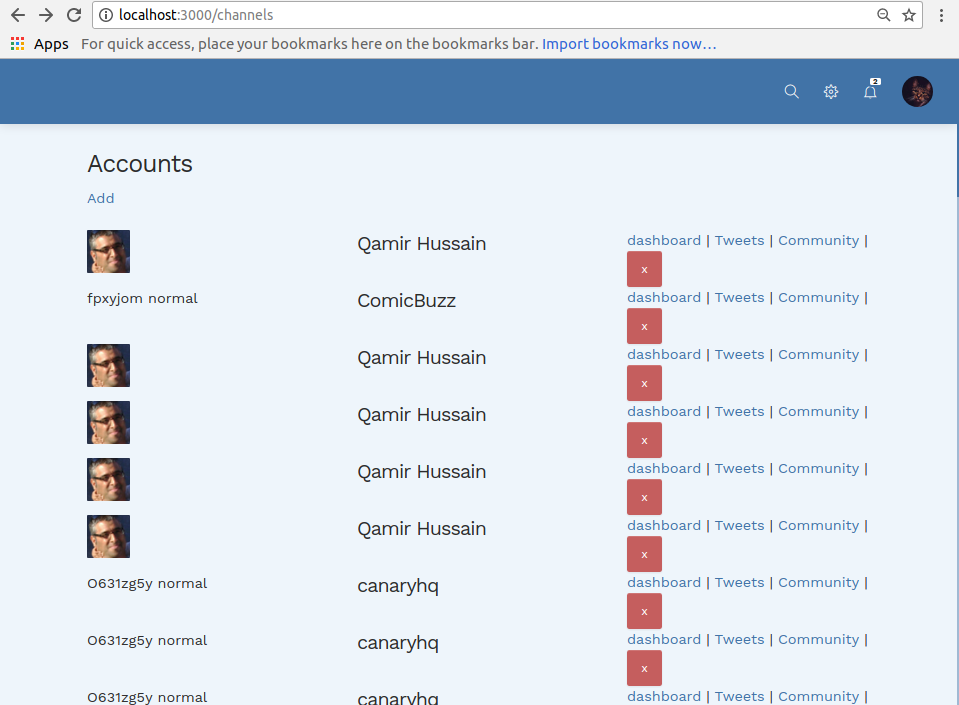 localhost:3000/channels
Apps For quick access, place your bookmarks here on the bookmarks bar. Import bookmarks now…
2
Accounts
Add
Qamir Hussain dashboard | Tweets | Community |
x
fpxyjom normal ComicBuzz dashboard | Tweets | Community |
x
Qamir Hussain dashboard | Tweets | Community |
x
Qamir Hussain dashboard | Tweets | Community |
x
Qamir Hussain dashboard | Tweets | Community |
x
Qamir Hussain dashboard | Tweets | Community |
x
O631zg5y normal canaryhq dashboard | Tweets | Community |
x
O631zg5y normal canaryhq dashboard | Tweets | Community |
x
O631zg5y normal canaryhq dashboard | Tweets | Community |